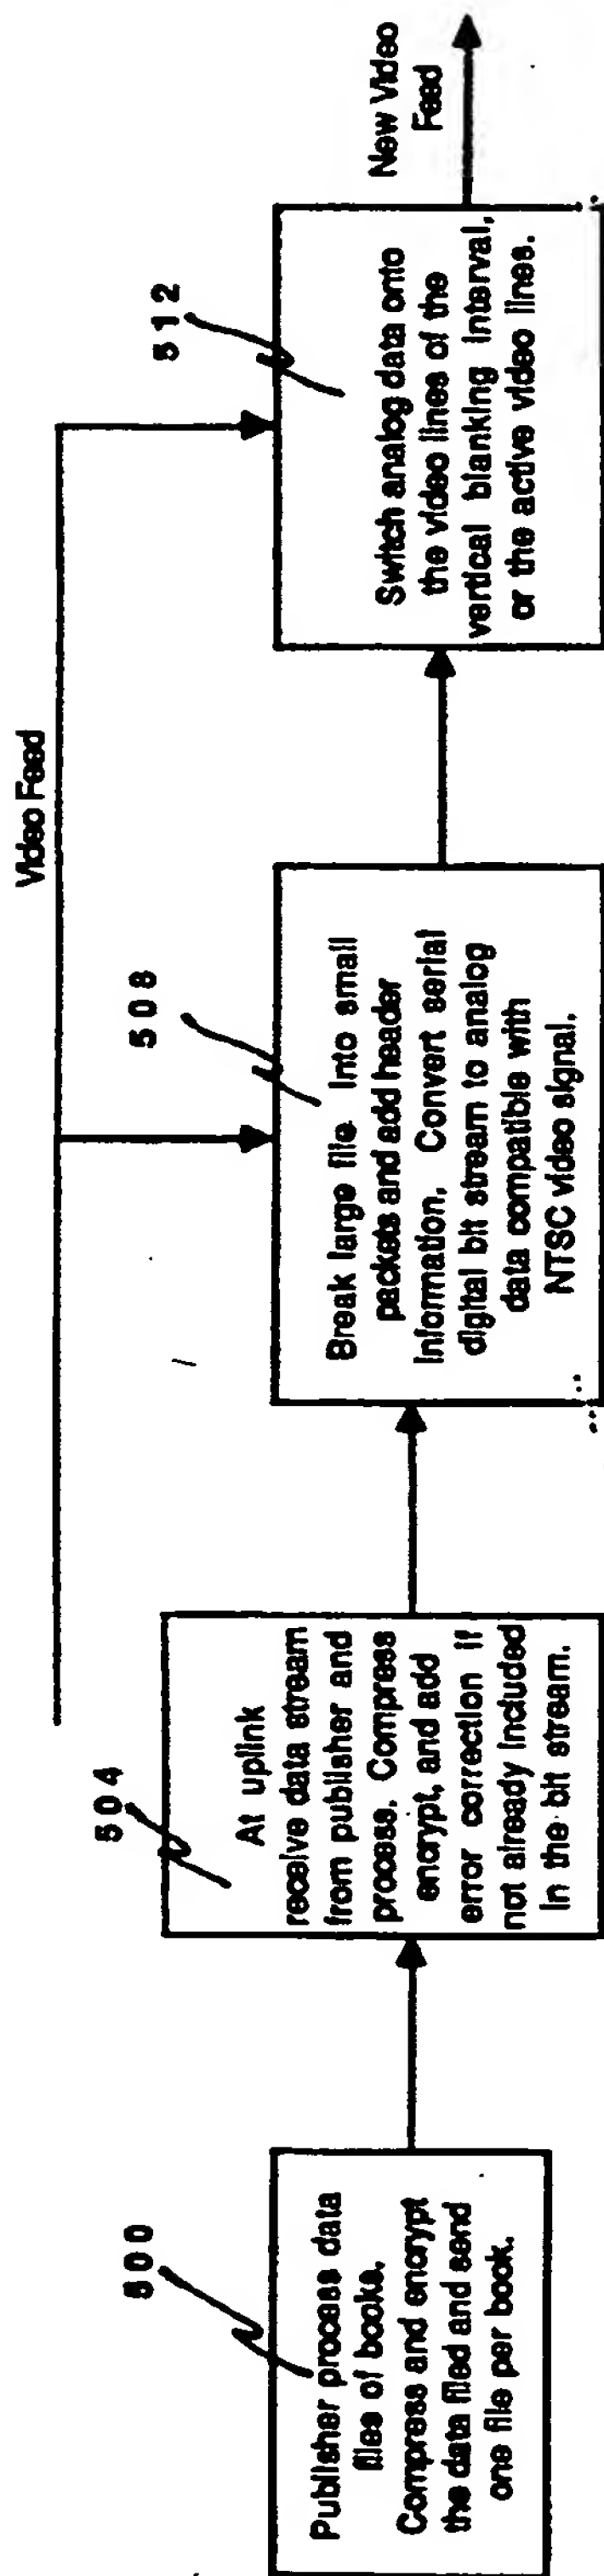 500
Publisher process data
files of books.
Compress and encrypt
the data filed and send
one file per book.
504
At uplink
receive data stream
from publisher and
process. Compress
encrypt, and add
error correction if
not already included
in the bit stream.
Video Feed
508
Break large file into small
packets and add header
information. Convert serial
digital bit stream to analog
data compatible with
NTSC video signal.
512
Switch analog data onto
the video lines of the
vertical blanking interval,
or the active video lines.
New Video
Feed